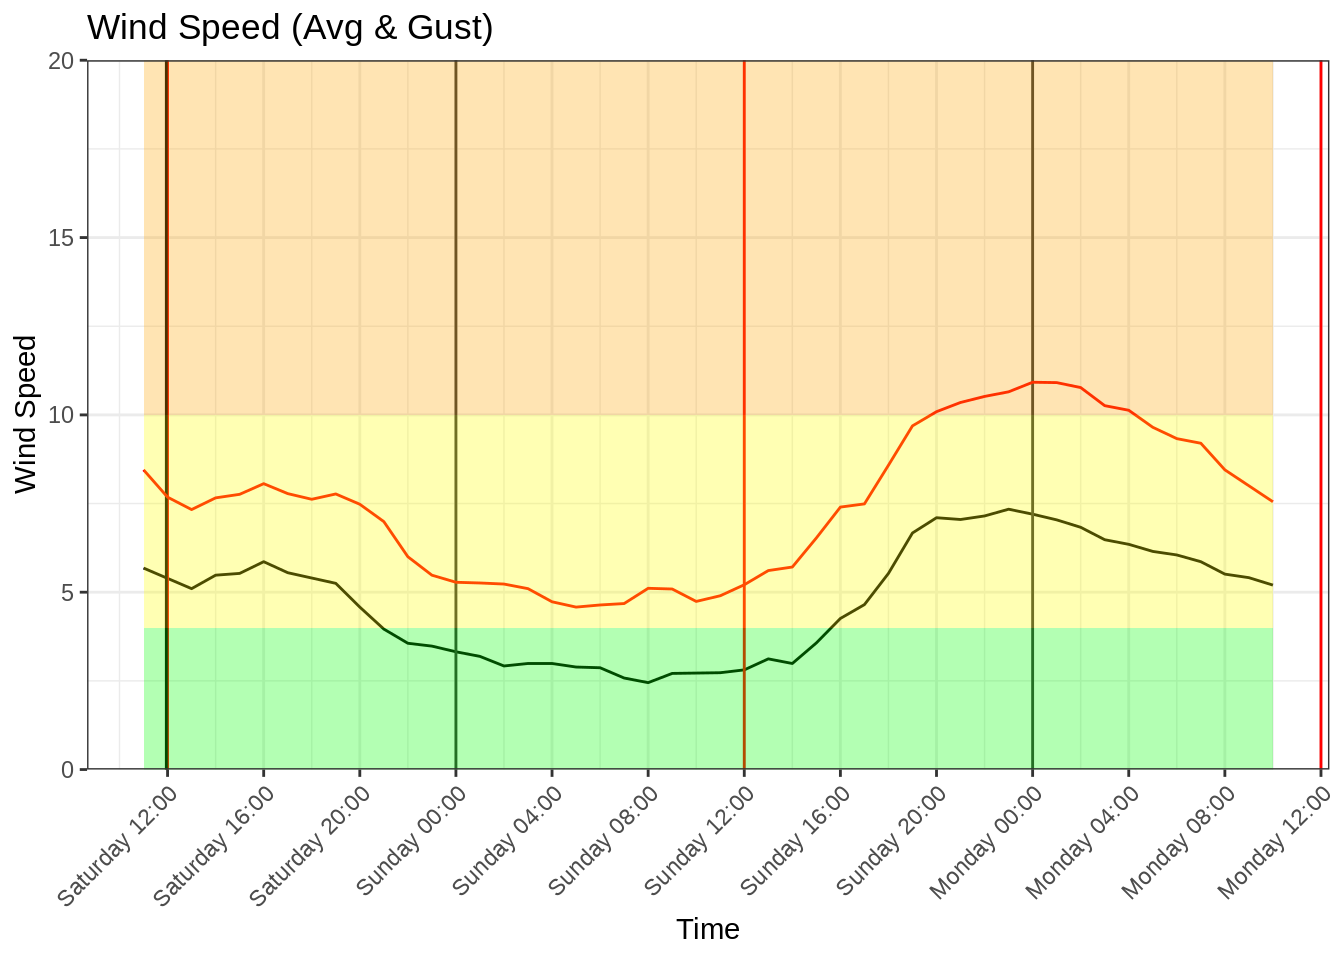 Wind Speed (Avg & Gust)
20
15
10
5
0
Wind Speed
Saturday 12:00
Saturday 16:00
Saturday 20:00
Sunday 00:00
Sunday 04:00
Sunday 08:00
Sunday 12:00
Sunday 16:00
Sunday 20:00
Monday 00:00
Monday 04:00
Monday 08:00
Monday 12:00
Time